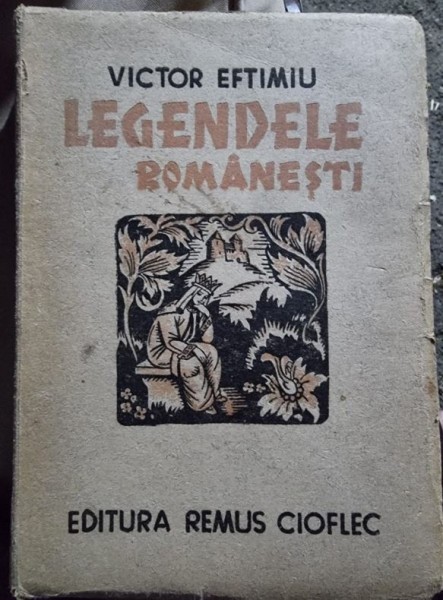 VICTOR EFTIMIU
LEGENDELE
ROMÂNEȘTI
EDITURA REMUS CIOFLEC